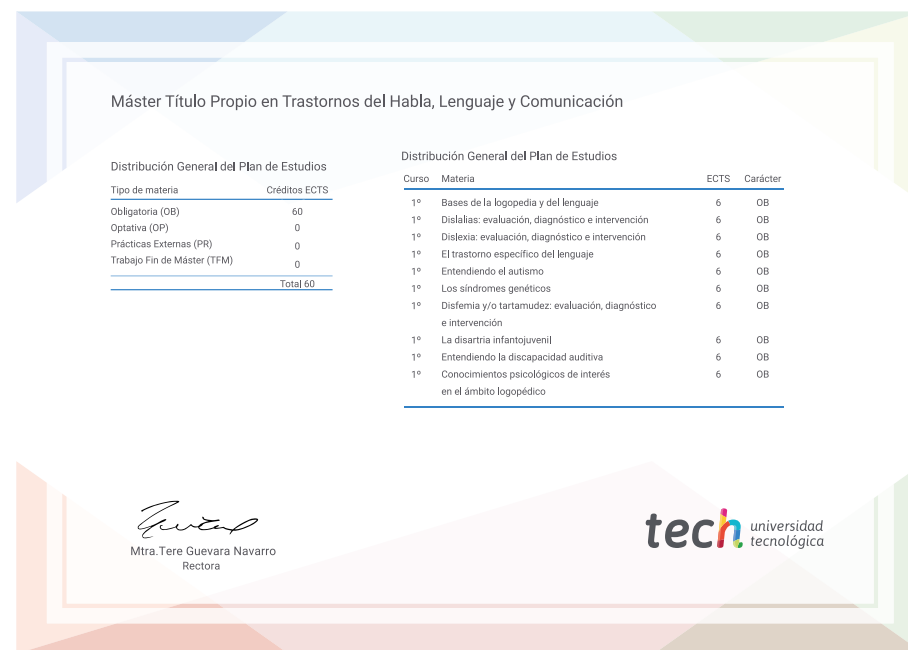 Máster Título Propio en Trastornos del Habla, Lenguaje y Comunicación
Distribución General del Plan de Estudios
Tipo de materia Créditos ECTS
Obligatoria (OB) 60
Optativa (OP) 0
Prácticas Externas (PR) 0
Trabajo Fin de Máster (TFM) 0
Total 60
Distribución General del Plan de Estudios
Curso Materia ECTS Carácter
1º Bases de la logopedia y del lenguaje 6 OB
1º Dislalias: evaluación, diagnóstico e intervención 6 OB
1º Dislexia: evaluación, diagnóstico e intervención 6 OB
1º El trastorno específico del lenguaje 6 OB
1º Entendiendo el autismo 6 OB
1º Los síndromes genéticos 6 OB
1º Disfemia y/o tartamudez: evaluación, diagnóstico 6 OB
e intervención
1º La disartria infantojuvenil 6 OB
1º Entendiendo la discapacidad auditiva 6 OB
1º Conocimientos psicológicos de interés 6 OB
en el ámbito logopédico
Mtra.Tere Guevara Navarro
Rectora
tech universidad
tecnológica